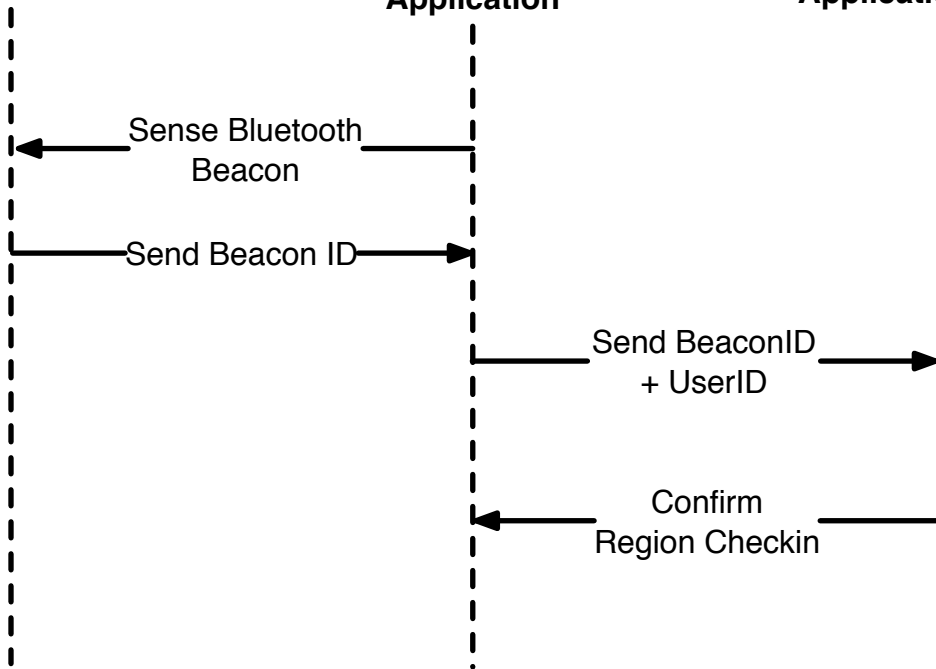 Application
Sense Bluetooth
Beacon
Send Beacon ID
Send BeaconID
+ UserID
Confirm
Region Checkin